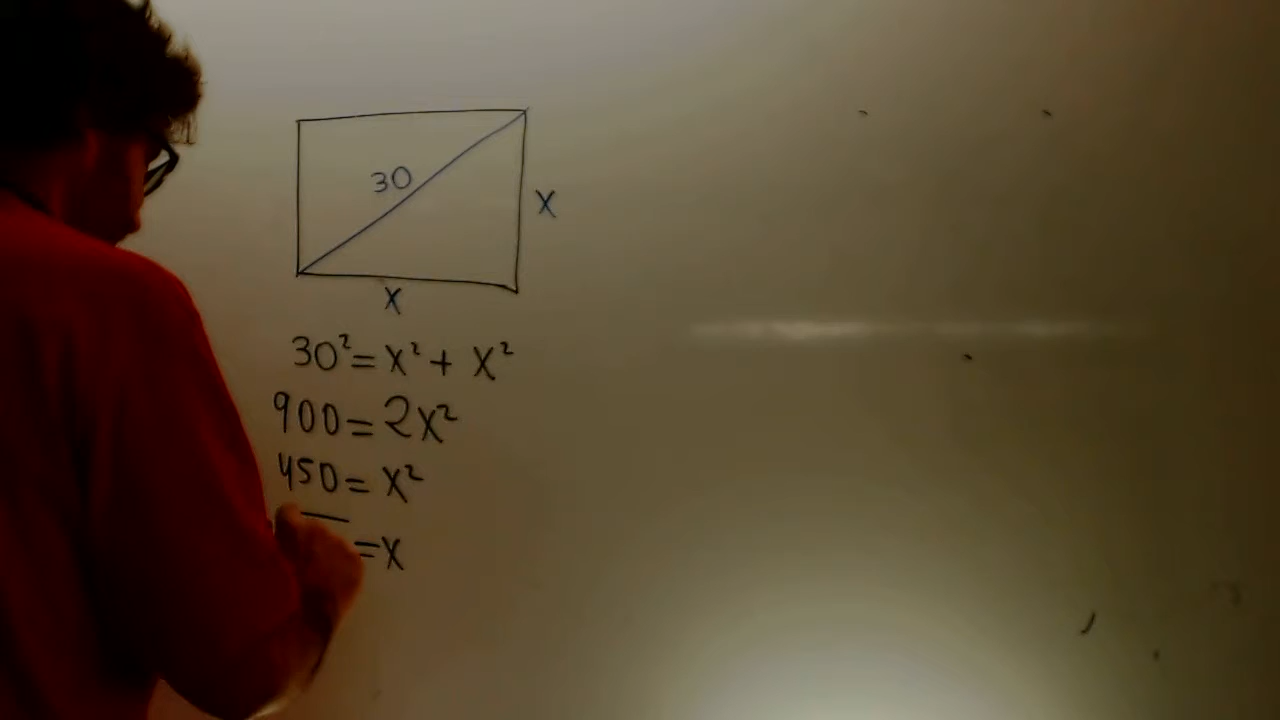 30
X
X
30² = X² + X²
900 = 2X²
450 = X²
= X